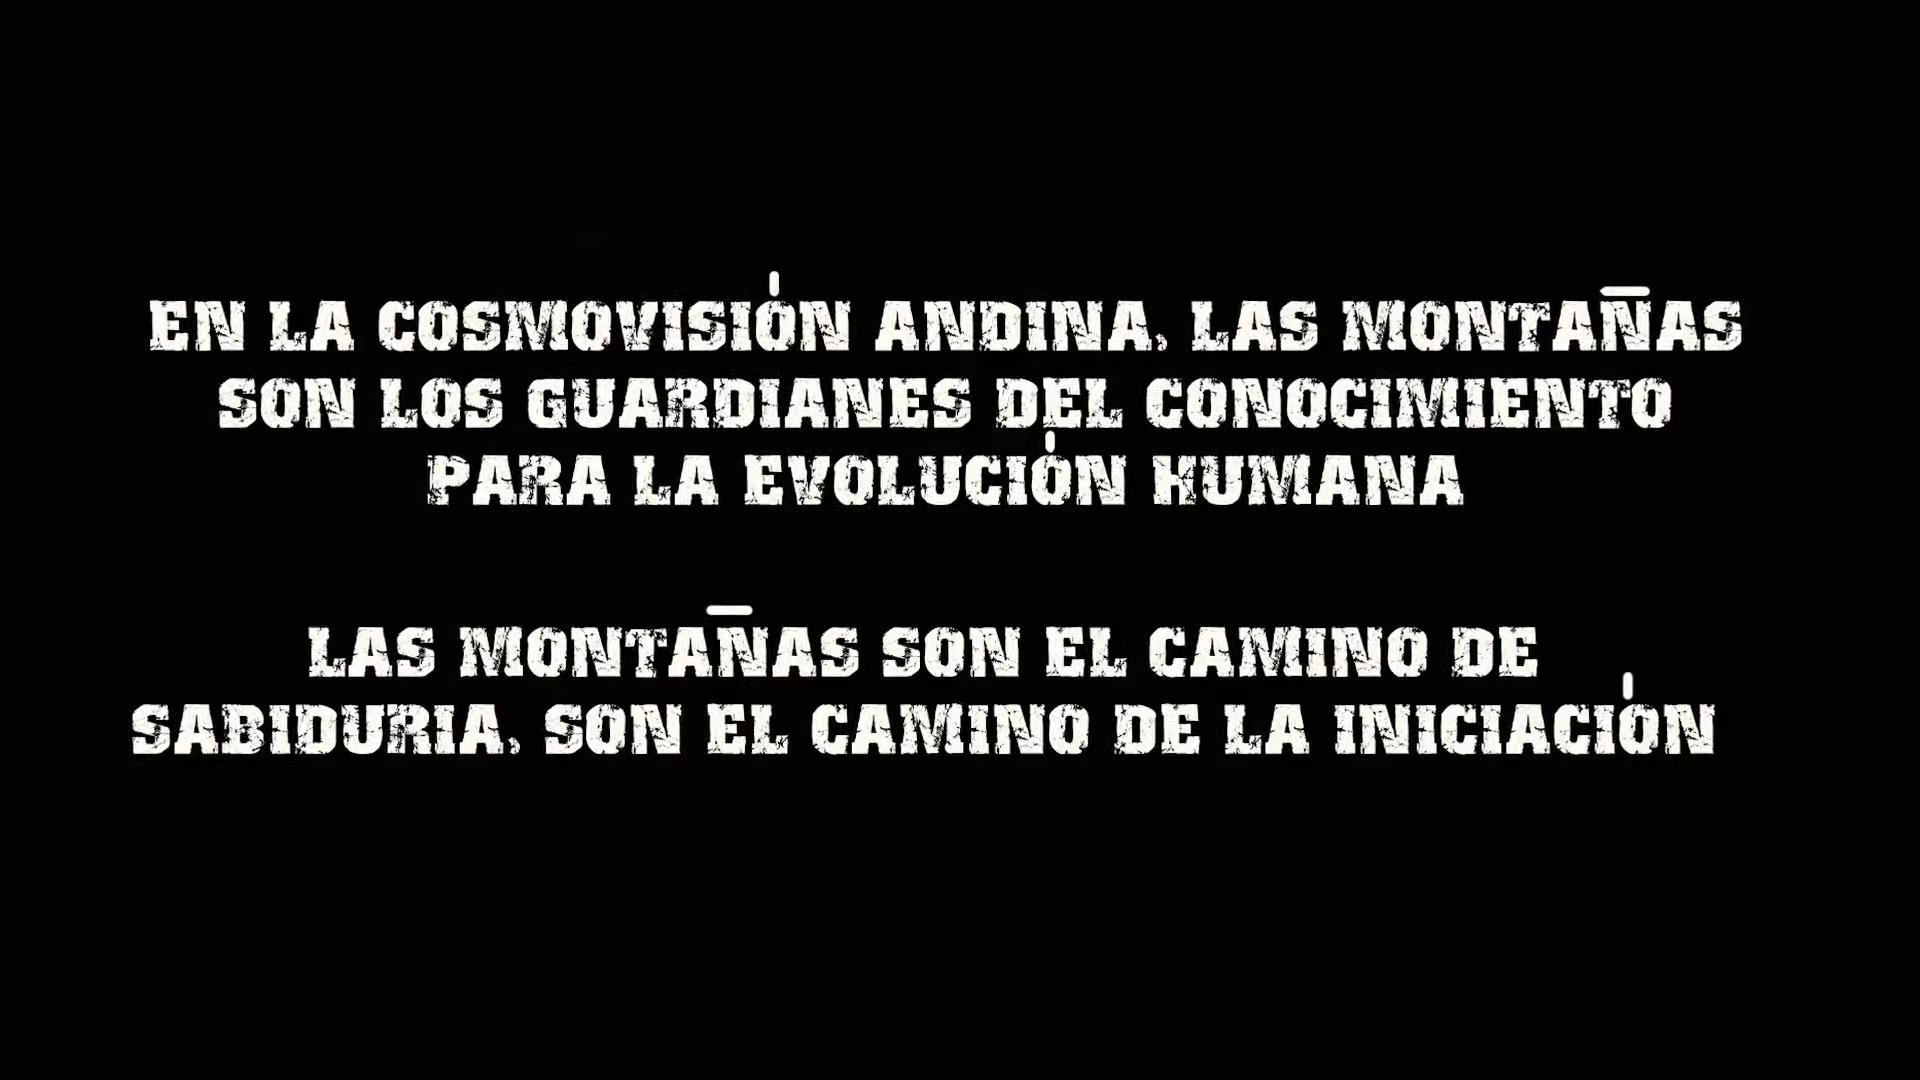 EN LA COSMOVISIÓN ANDINA, LAS MONTAÑAS
SON LOS GUARDIANES DEL CONOCIMIENTO
PARA LA EVOLUCIÓN HUMANA
LAS MONTAÑAS SON EL CAMINO DE
SABIDURIA, SON EL CAMINO DE LA INICIACIÓN